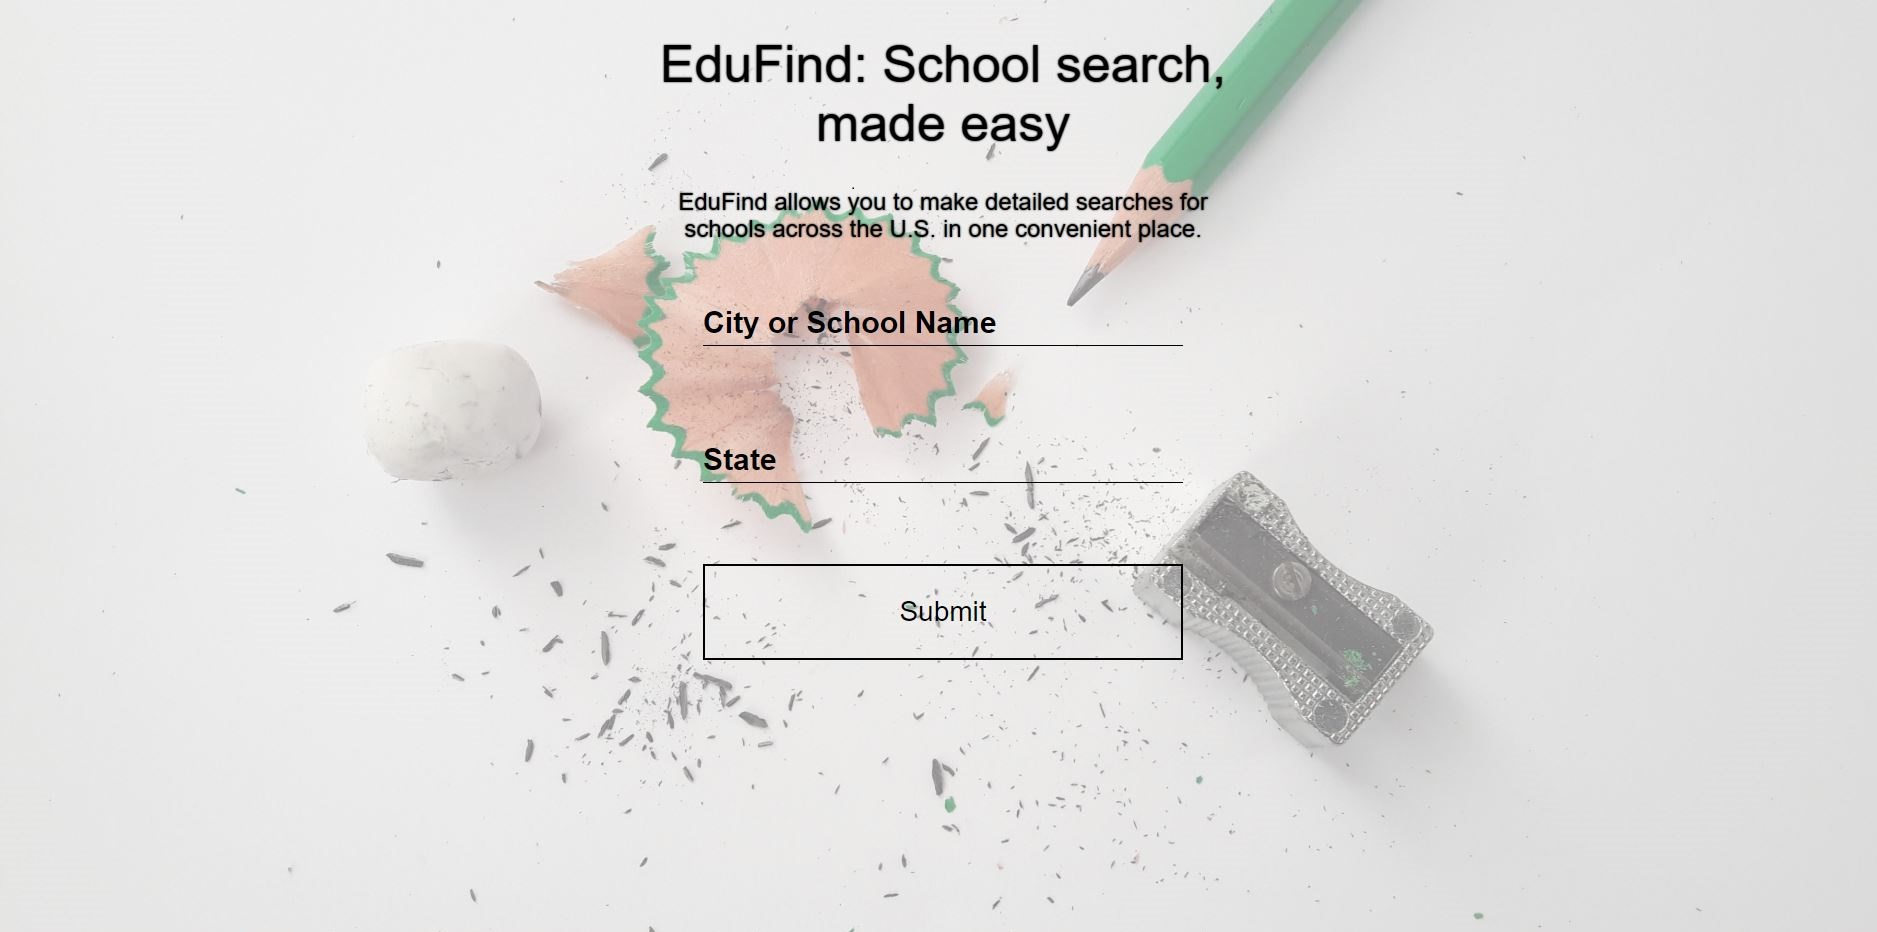 EduFind: School search,
made easy
EduFind allows you to make detailed searches for
schools across the U.S. in one convenient place.
City or School Name
State
Submit